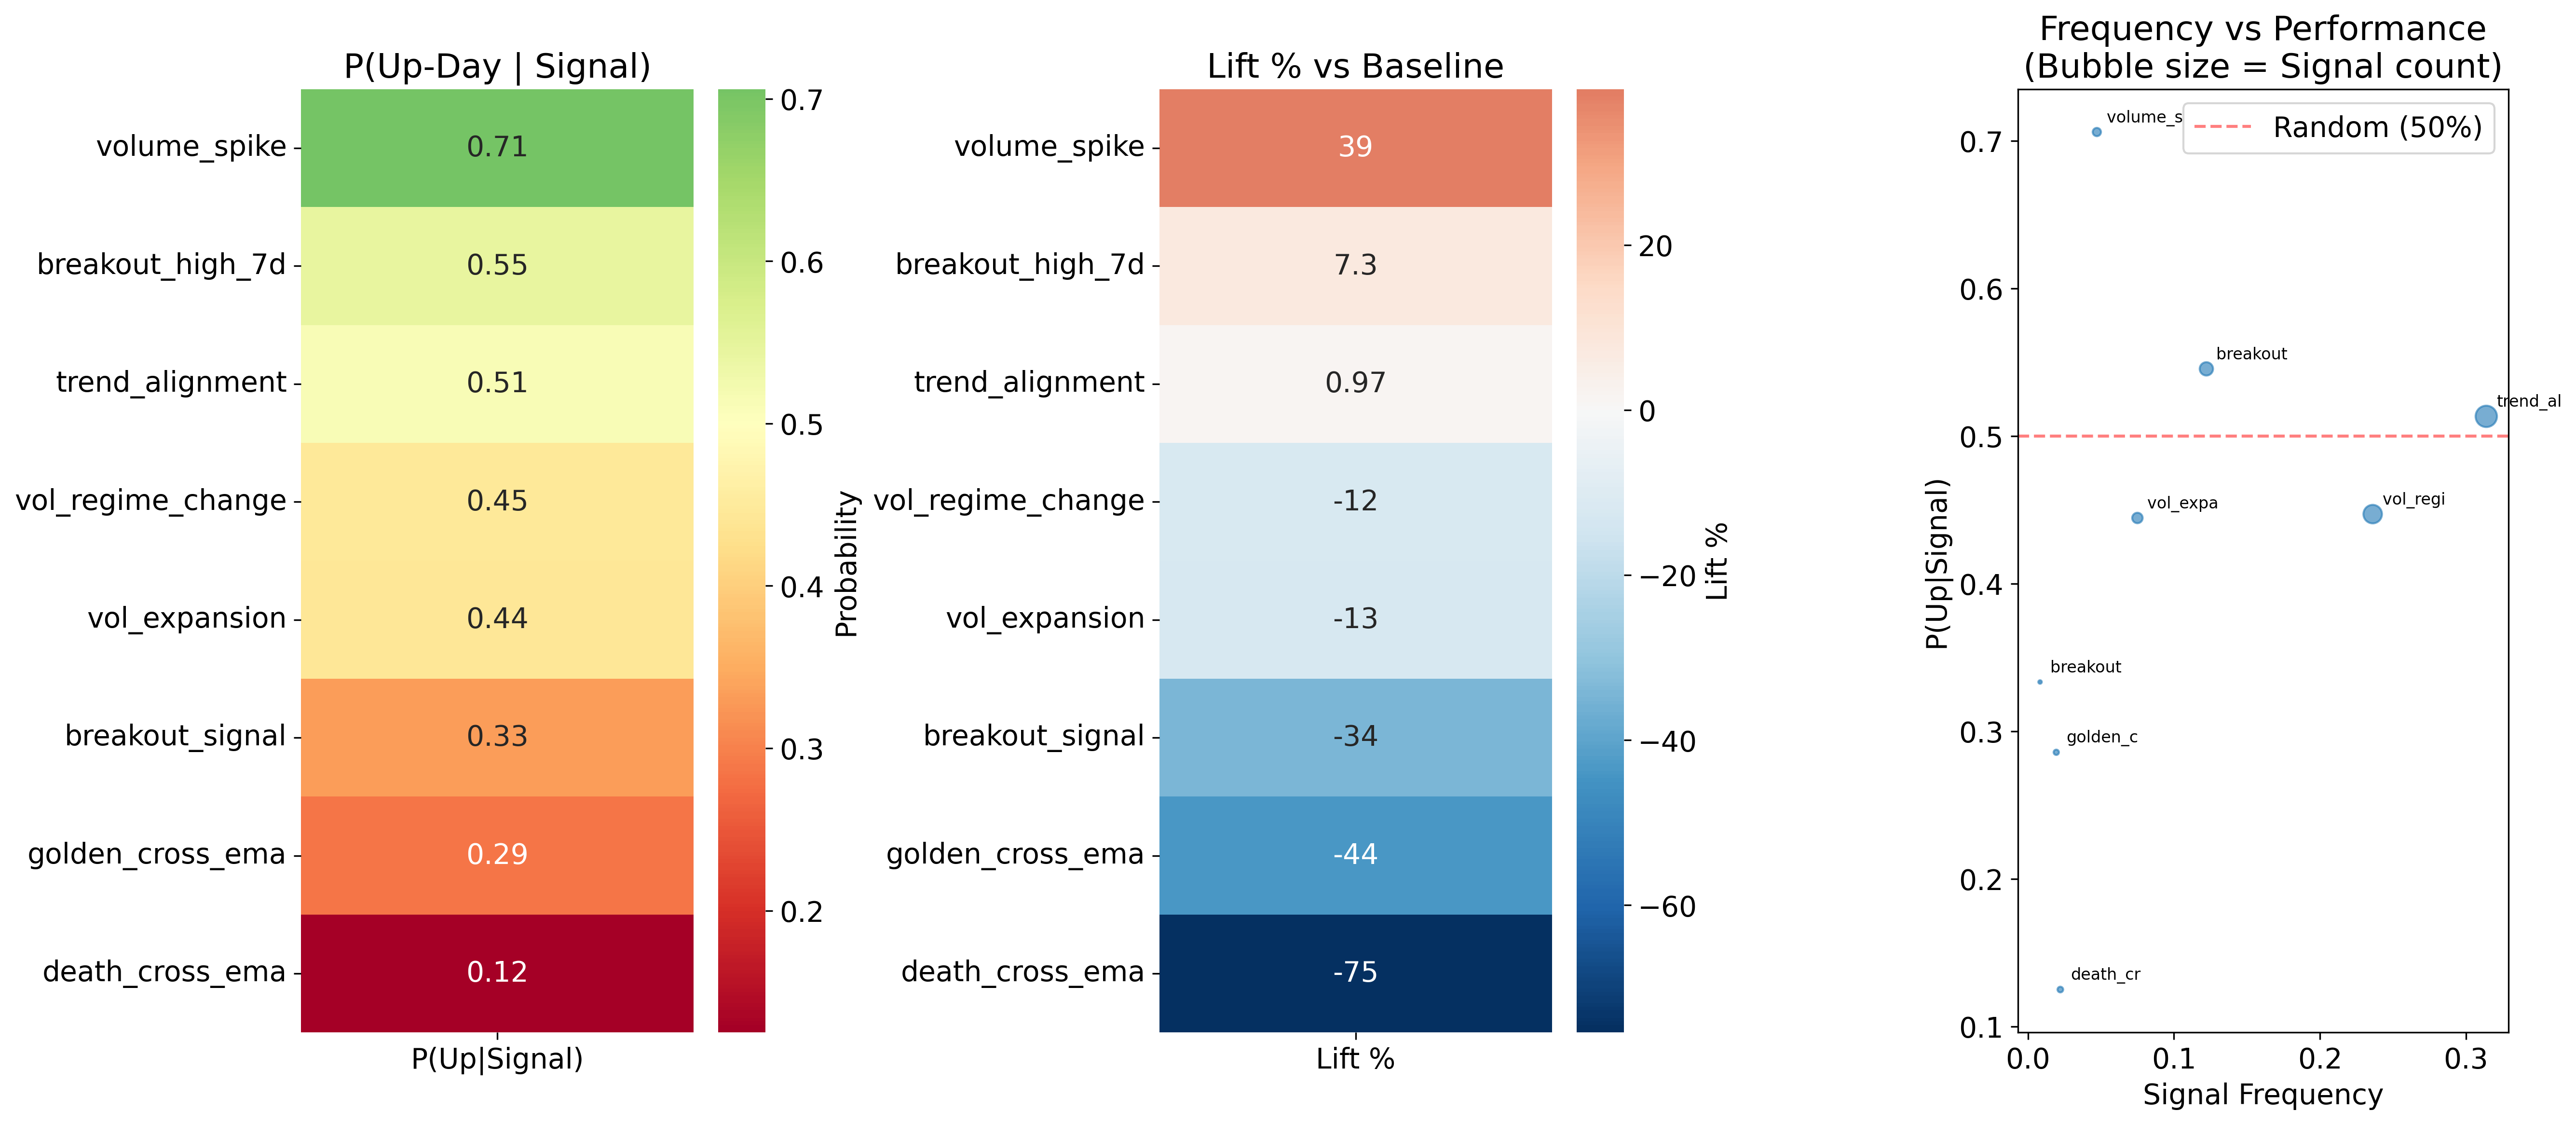 P(Up-Day | Signal)
volume_spike
breakout_high_7d
trend_alignment
vol_regime_change
vol_expansion
breakout_signal
golden_cross_ema
death_cross_ema
0.71
0.55
0.51
0.45
0.44
0.33
0.29
0.12
P(Up|Signal)
0.7
0.6
0.5
0.4
0.3
0.2
Probability
Lift % vs Baseline
volume_spike
breakout_high_7d
trend_alignment
vol_regime_change
vol_expansion
breakout_signal
golden_cross_ema
death_cross_ema
39
7.3
0.97
-12
-13
-34
-44
-75
Lift %
20
0
−20
−40
−60
Lift %
Frequency vs Performance
(Bubble size = Signal count)
Random (50%)
volume_s
breakout
trend_al
vol_expa
vol_regi
breakout
golden_c
death_cr
0.7
0.6
0.5
0.4
0.3
0.2
0.1
P(Up|Signal)
0.0
0.1
0.2
0.3
Signal Frequency